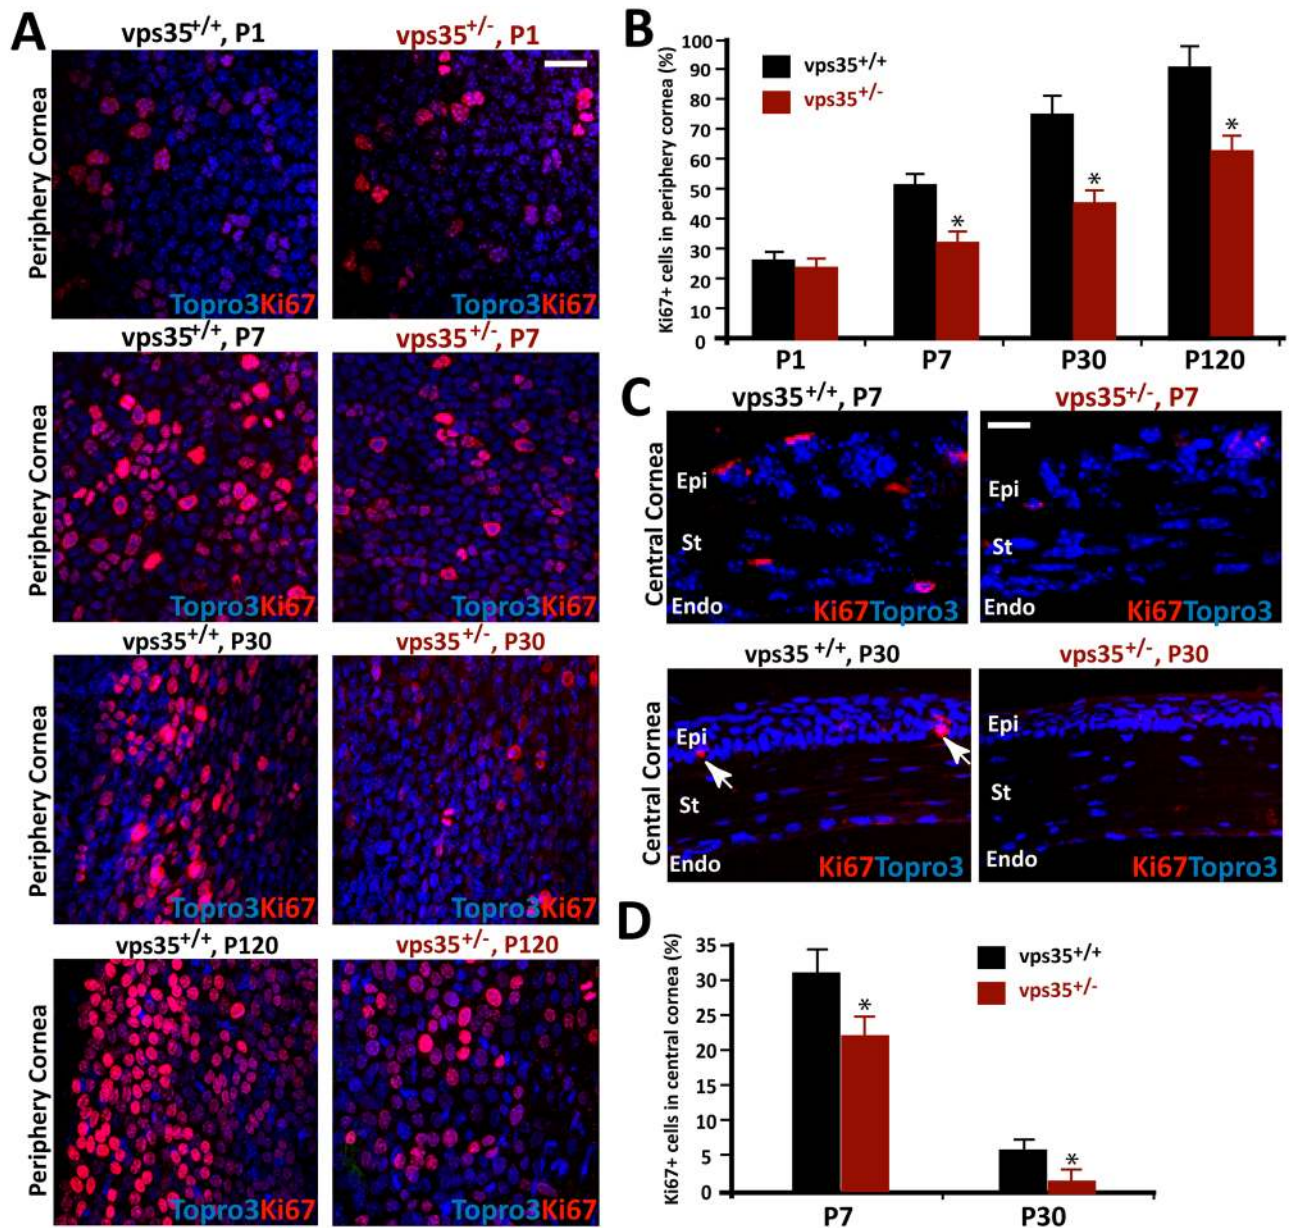 A
vps35+/+, P1
vps35+/-, P1
Periphery Cornea
Topro3Ki67
Topro3Ki67
vps35+/+, P7
vps35+/-, P7
Periphery Cornea
Topro3Ki67
Topro3Ki67
vps35+/+, P30
vps35+/-, P30
Periphery Cornea
Topro3Ki67
Topro3Ki67
vps35+/+, P120
vps35+/-, P120
Periphery Cornea
Topro3Ki67
Topro3Ki67
B
Ki67+ cells in periphery cornea (%)
100
90
80
70
60
50
40
30
20
10
0
vps35+/+
vps35+/-
*
*
*
P1
P7
P30
P120
C
vps35+/+, P7
vps35+/-, P7
Central Cornea
Epi
St
Endo
Ki67Topro3
Epi
St
Endo
Ki67Topro3
vps35 +/+, P30
vps35+/-, P30
Central Cornea
Epi
St
Endo
Ki67Topro3
Epi
St
Endo
Ki67Topro3
D
Ki67+ cells in central cornea (%)
35
30
25
20
15
10
5
0
vps35+/+
vps35+/-
*
*
P7
P30